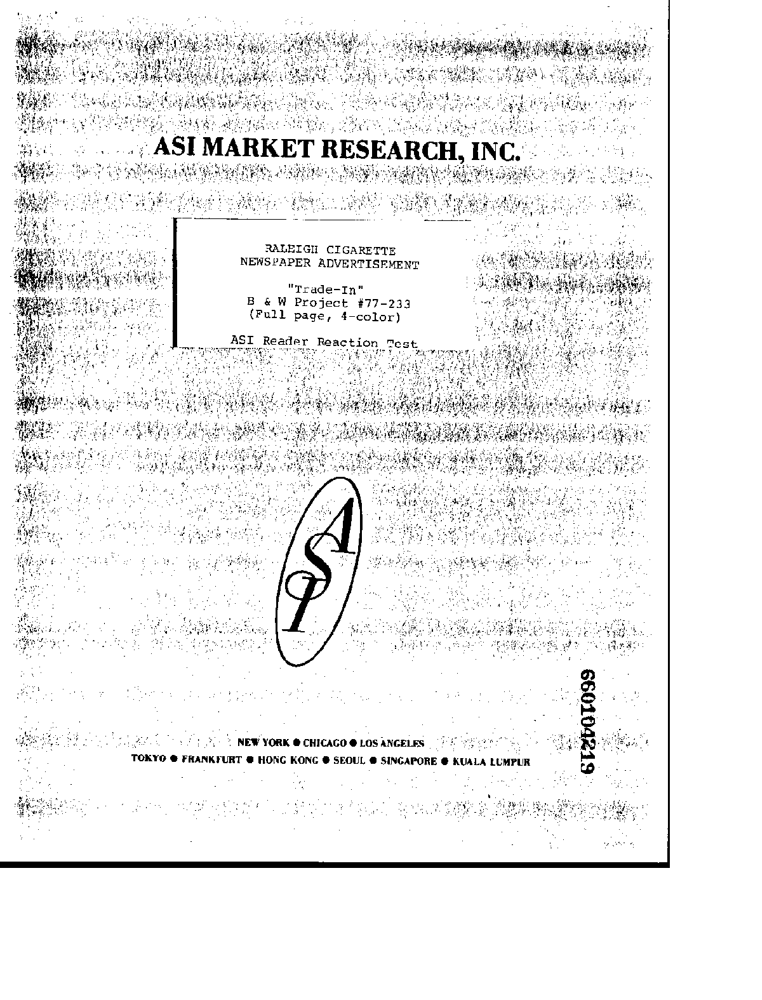 ASI MARKET RESEARCH, INC.
RALEIGH CIGARETTE
NEWSPAPER ADVERTISEMENT
"Trade-In"
B & W Project #77-233
(Full page, 4-color)
ASI Reader Reaction Test
ASI
NEW YORK ● CHICAGO ● LOS ANGELES
TOKYO ● FRANKFURT ● HONG KONG ● SEOUL ● SINGAPORE ● KUALA LUMPUR
660104219